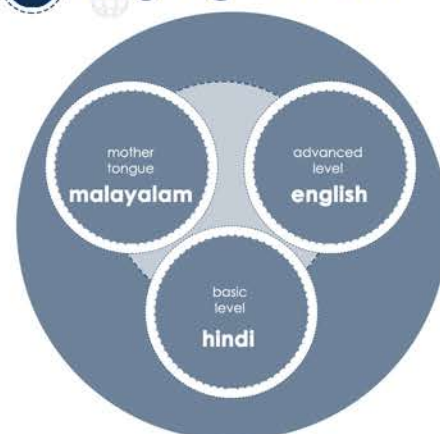 mother
tongue
malayalam
advanced
level
english
basic
level
hindi